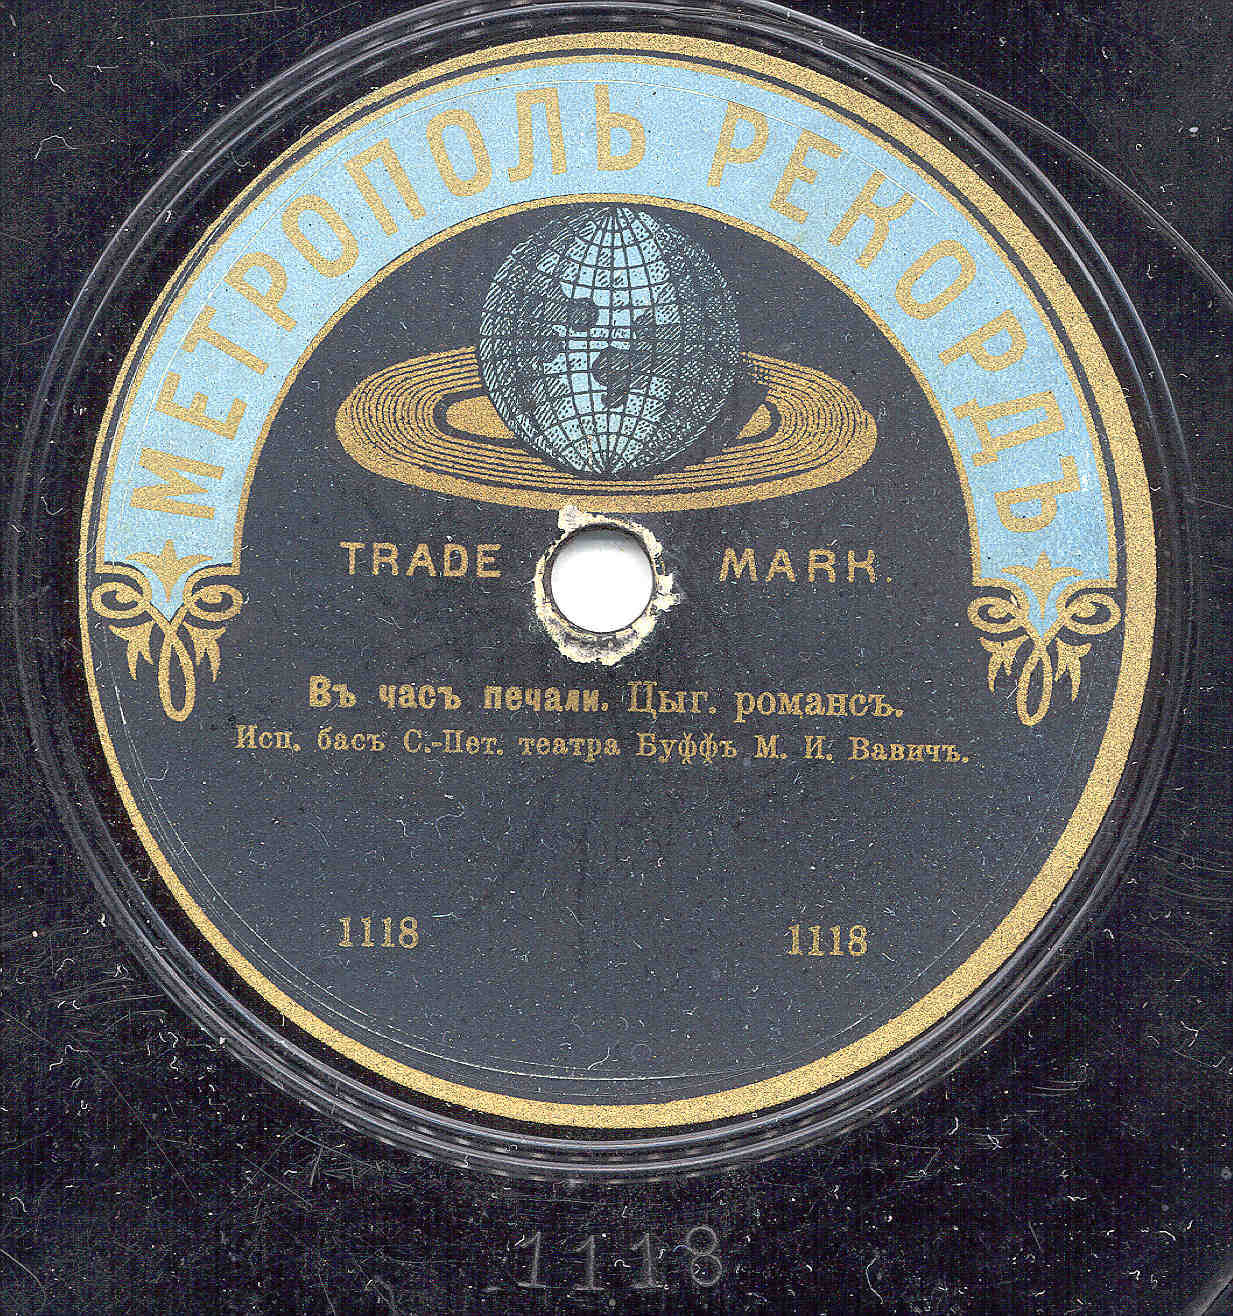 МЕТРОПОЛЬ РЕКОРДЪ
TRADE MARK.
Въ часъ печали. Цыг. романсъ.
Исп. басъ С.-Пет. театра Буффъ М. И. Вавичъ.
1118 1118
1118